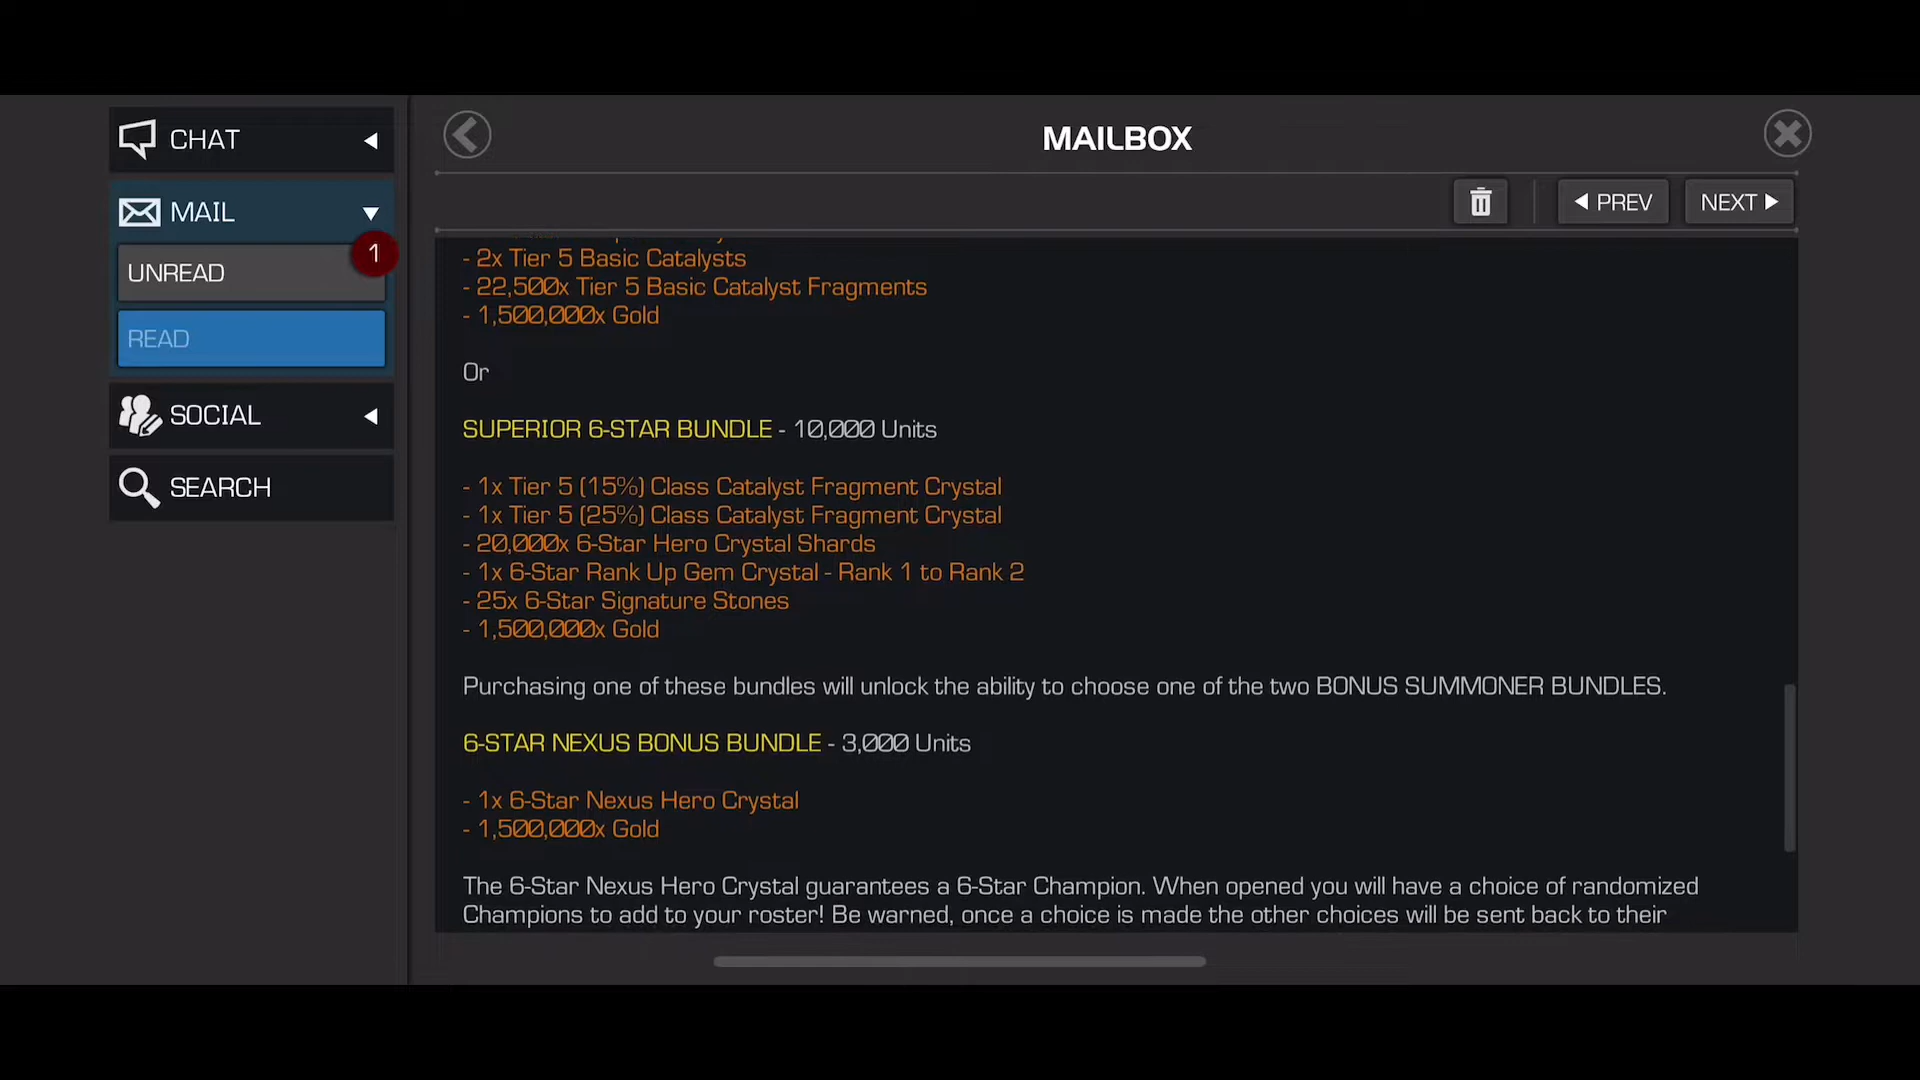 CHAT
MAIL
1
UNREAD
READ
SOCIAL
SEARCH
MAILBOX
PREV
NEXT
- 2x Tier 5 Basic Catalysts
- 22,500x Tier 5 Basic Catalyst Fragments
- 1,500,000x Gold
Or
SUPERIOR 6-STAR BUNDLE - 10,000 Units
- 1x Tier 5 (15%) Class Catalyst Fragment Crystal
- 1x Tier 5 (25%) Class Catalyst Fragment Crystal
- 20,000x 6-Star Hero Crystal Shards
- 1x 6-Star Rank Up Gem Crystal - Rank 1 to Rank 2
- 25x 6-Star Signature Stones
- 1,500,000x Gold
Purchasing one of these bundles will unlock the ability to choose one of the two BONUS SUMMONER BUNDLES.
6-STAR NEXUS BONUS BUNDLE - 3,000 Units
- 1x 6-Star Nexus Hero Crystal
- 1,500,000x Gold
The 6-Star Nexus Hero Crystal guarantees a 6-Star Champion. When opened you will have a choice of randomized
Champions to add to your roster! Be warned, once a choice is made the other choices will be sent back to their